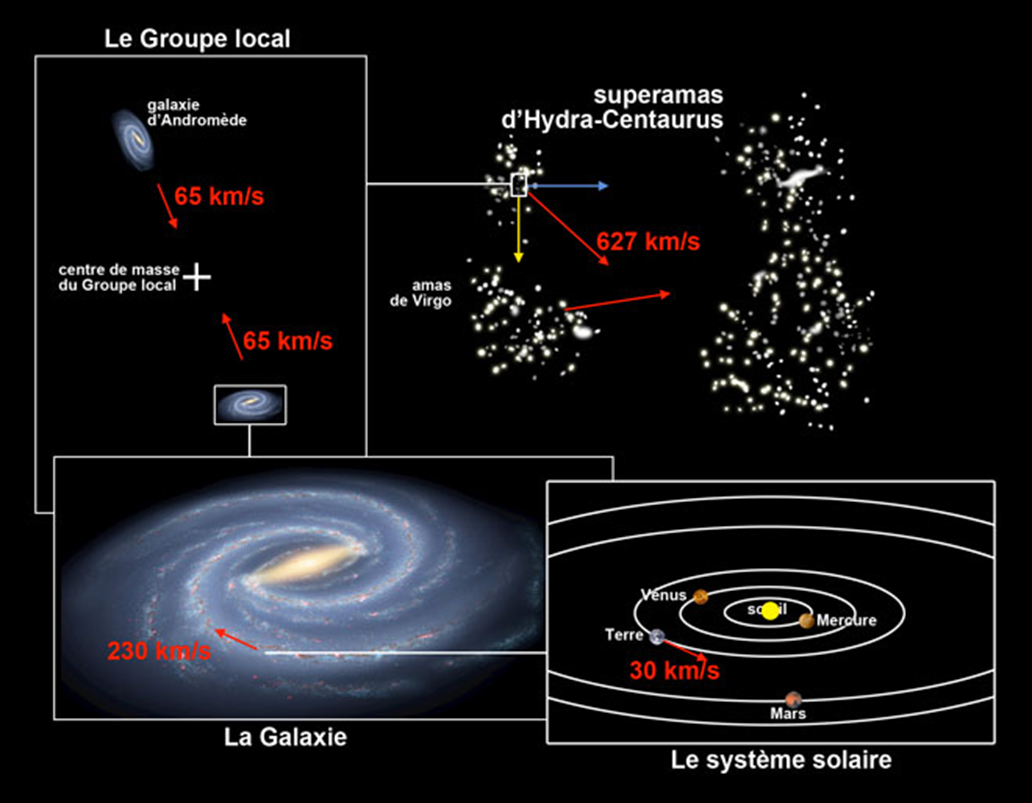 Le Groupe local
galaxie
d'Andromède
65 km/s
centre de masse
du Groupe local
65 km/s
superamas
d'Hydra-Centaurus
627 km/s
amas
de Virgo
230 km/s
La Galaxie
Vénus
soleil
Mercure
Terre
30 km/s
Mars
Le système solaire